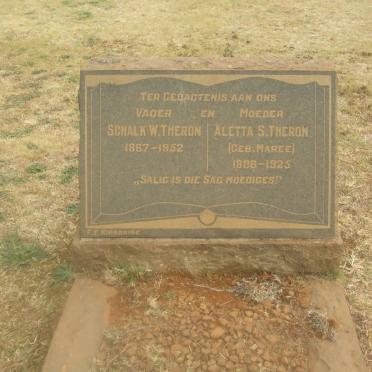 TER GEDAGTENIS AAN ONS
VADER EN MOEDER
SCHALK W. THERON ALETTA S. THERON
1867-1952 (GEB. MAREE)
1886-1925
„SALIG IS DIE SAG MOEDIGES!"